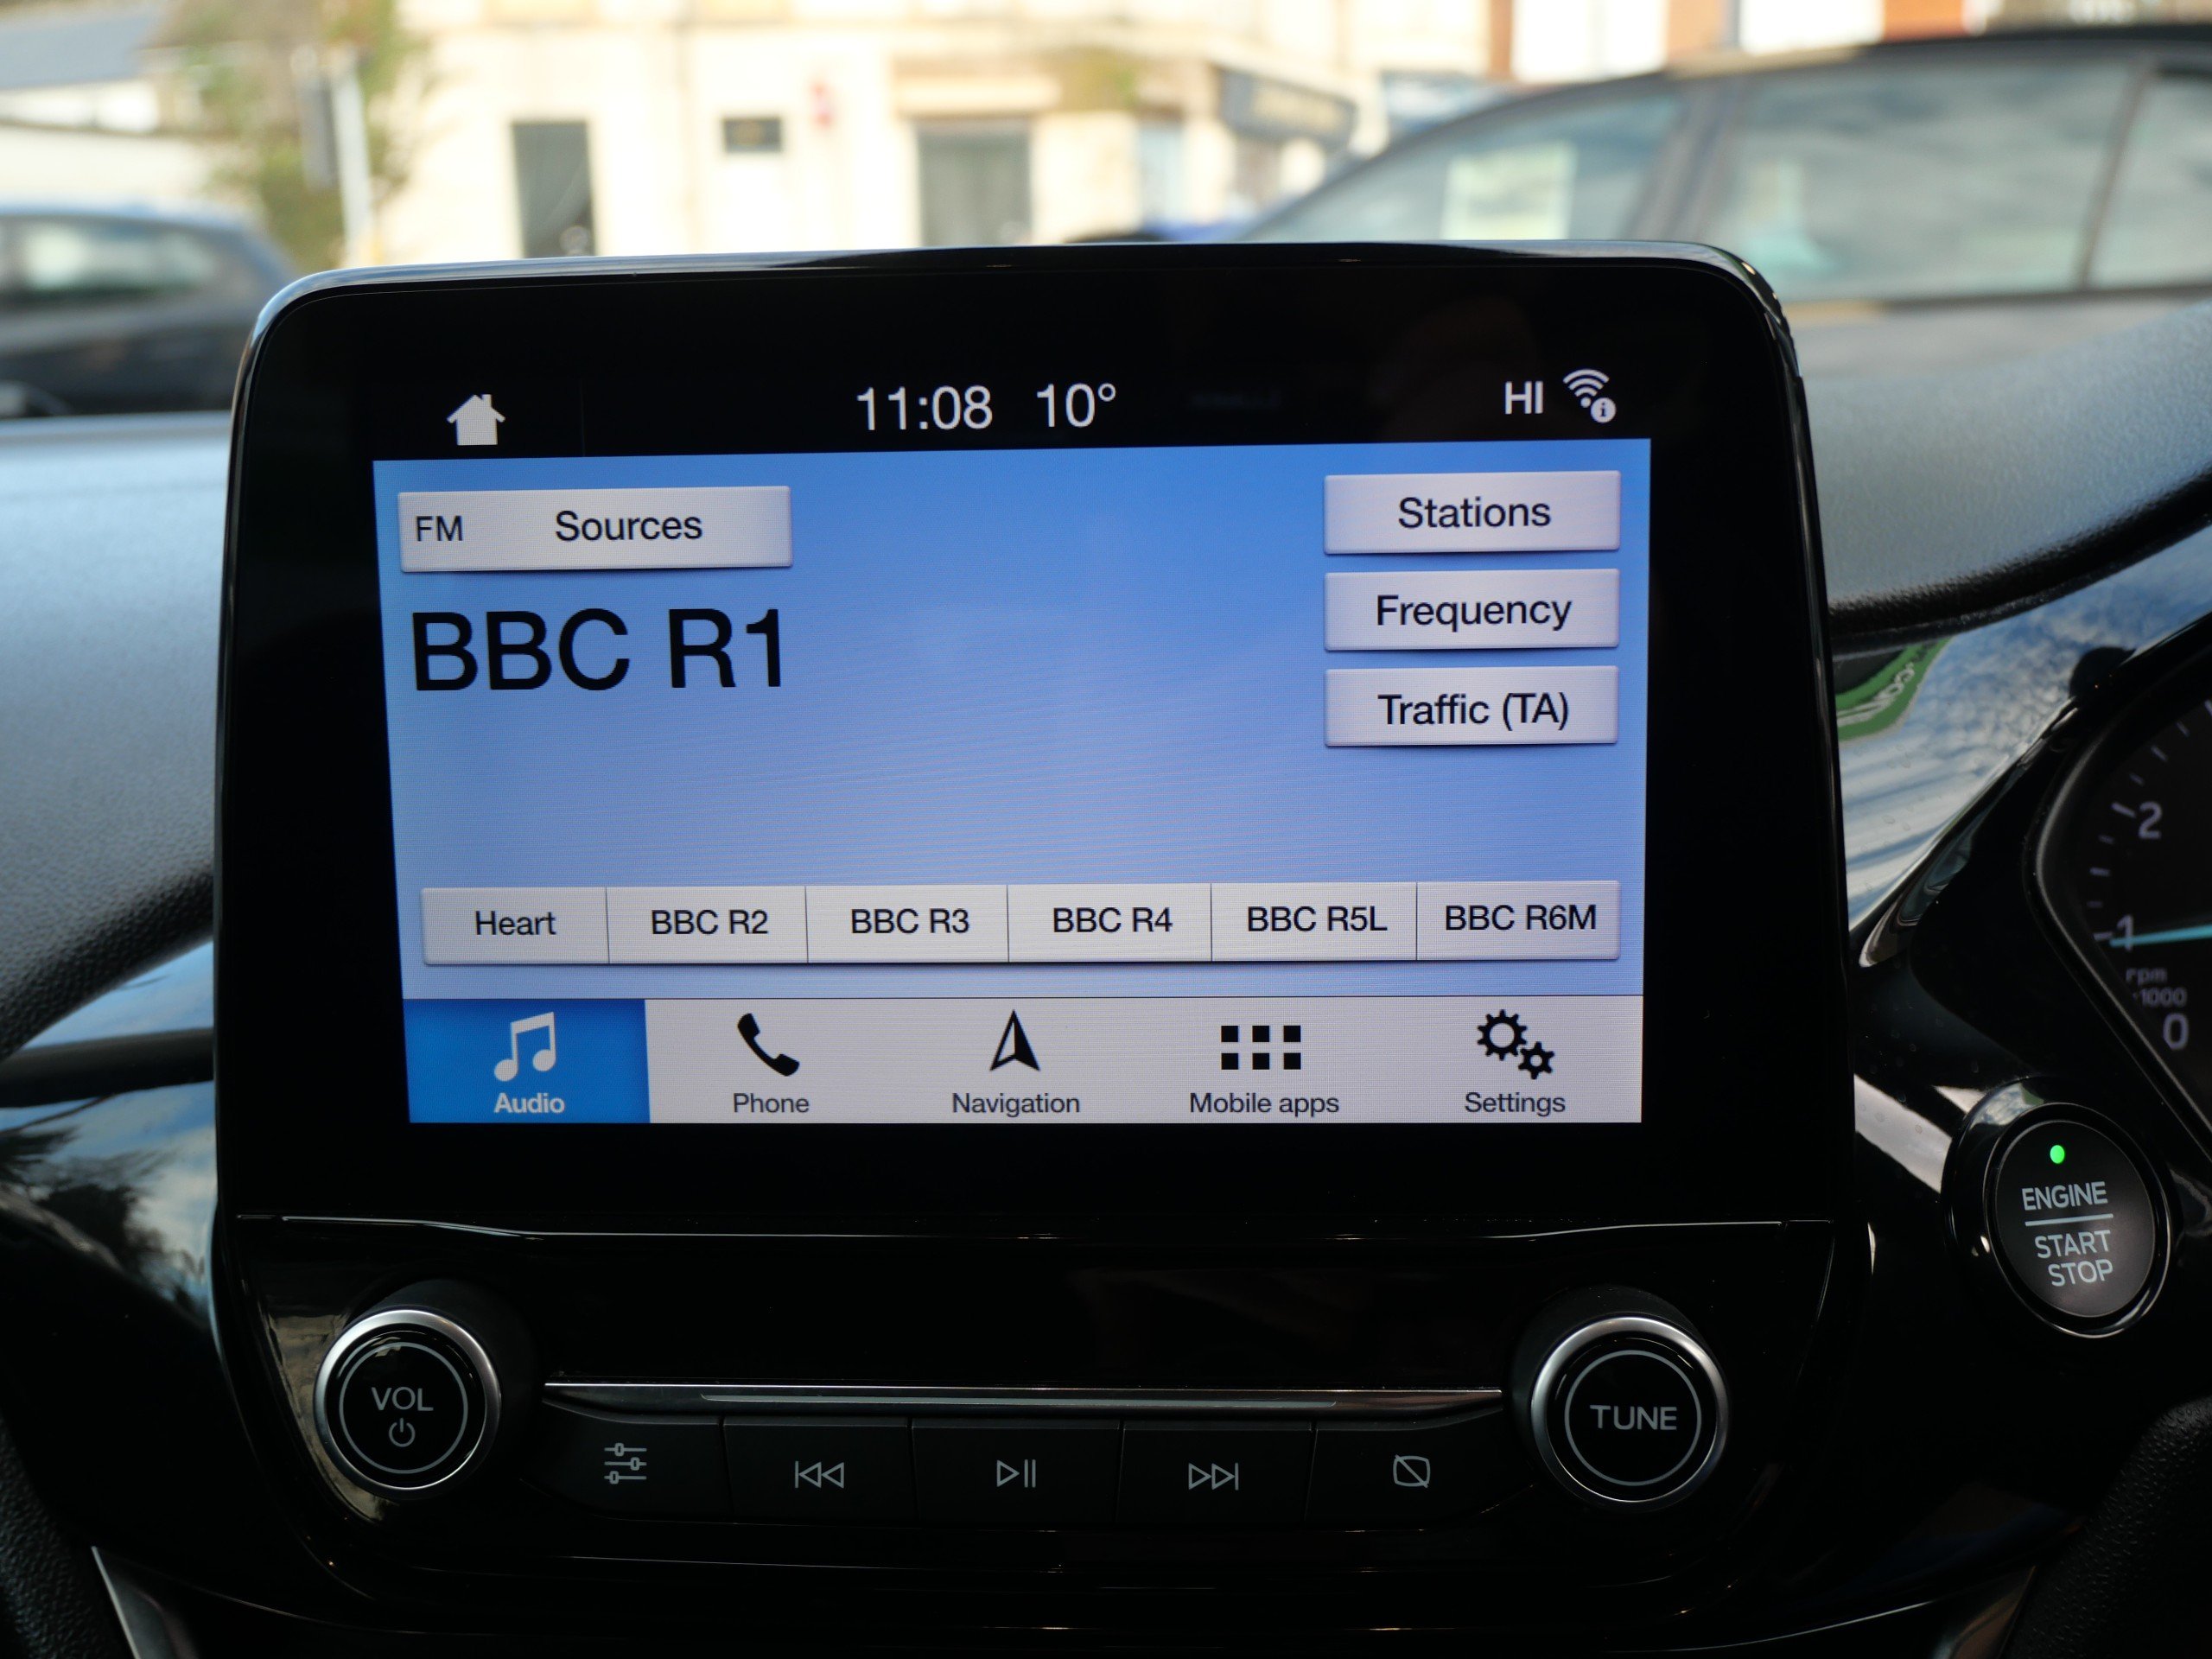 11:08 10° HI
FM Sources
Stations
BBC R1
Frequency
Traffic (TA)
Heart BBC R2 BBC R3 BBC R4 BBC R5L BBC R6M
Audio Phone Navigation Mobile apps Settings
2
1
rpm
1000
0
ENGINE
START
STOP
VOL
TUNE